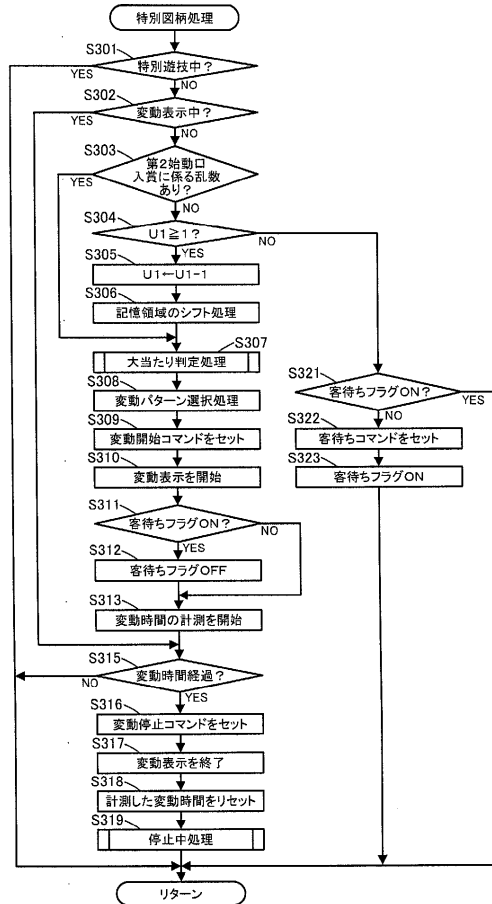 特別図柄処理
S301
特別遊技中?
YES
NO
S302
変動表示中?
YES
NO
S303
第2始動口
入賞に係る乱数
あり?
YES
NO
S304
U1≧1?
NO
YES
S305
U1←U1-1
S306
記憶領域のシフト処理
S307
大当たり判定処理
S308
変動パターン選択処理
S309
変動開始コマンドをセット
S310
変動表示を開始
S311
客待ちフラグON?
NO
YES
S312
客待ちフラグOFF
S313
変動時間の計測を開始
S315
変動時間経過?
NO
YES
S316
変動停止コマンドをセット
S317
変動表示を終了
S318
計測した変動時間をリセット
S319
停止中処理
リターン
S321
客待ちフラグON?
YES
NO
S322
客待ちコマンドをセット
S323
客待ちフラグON